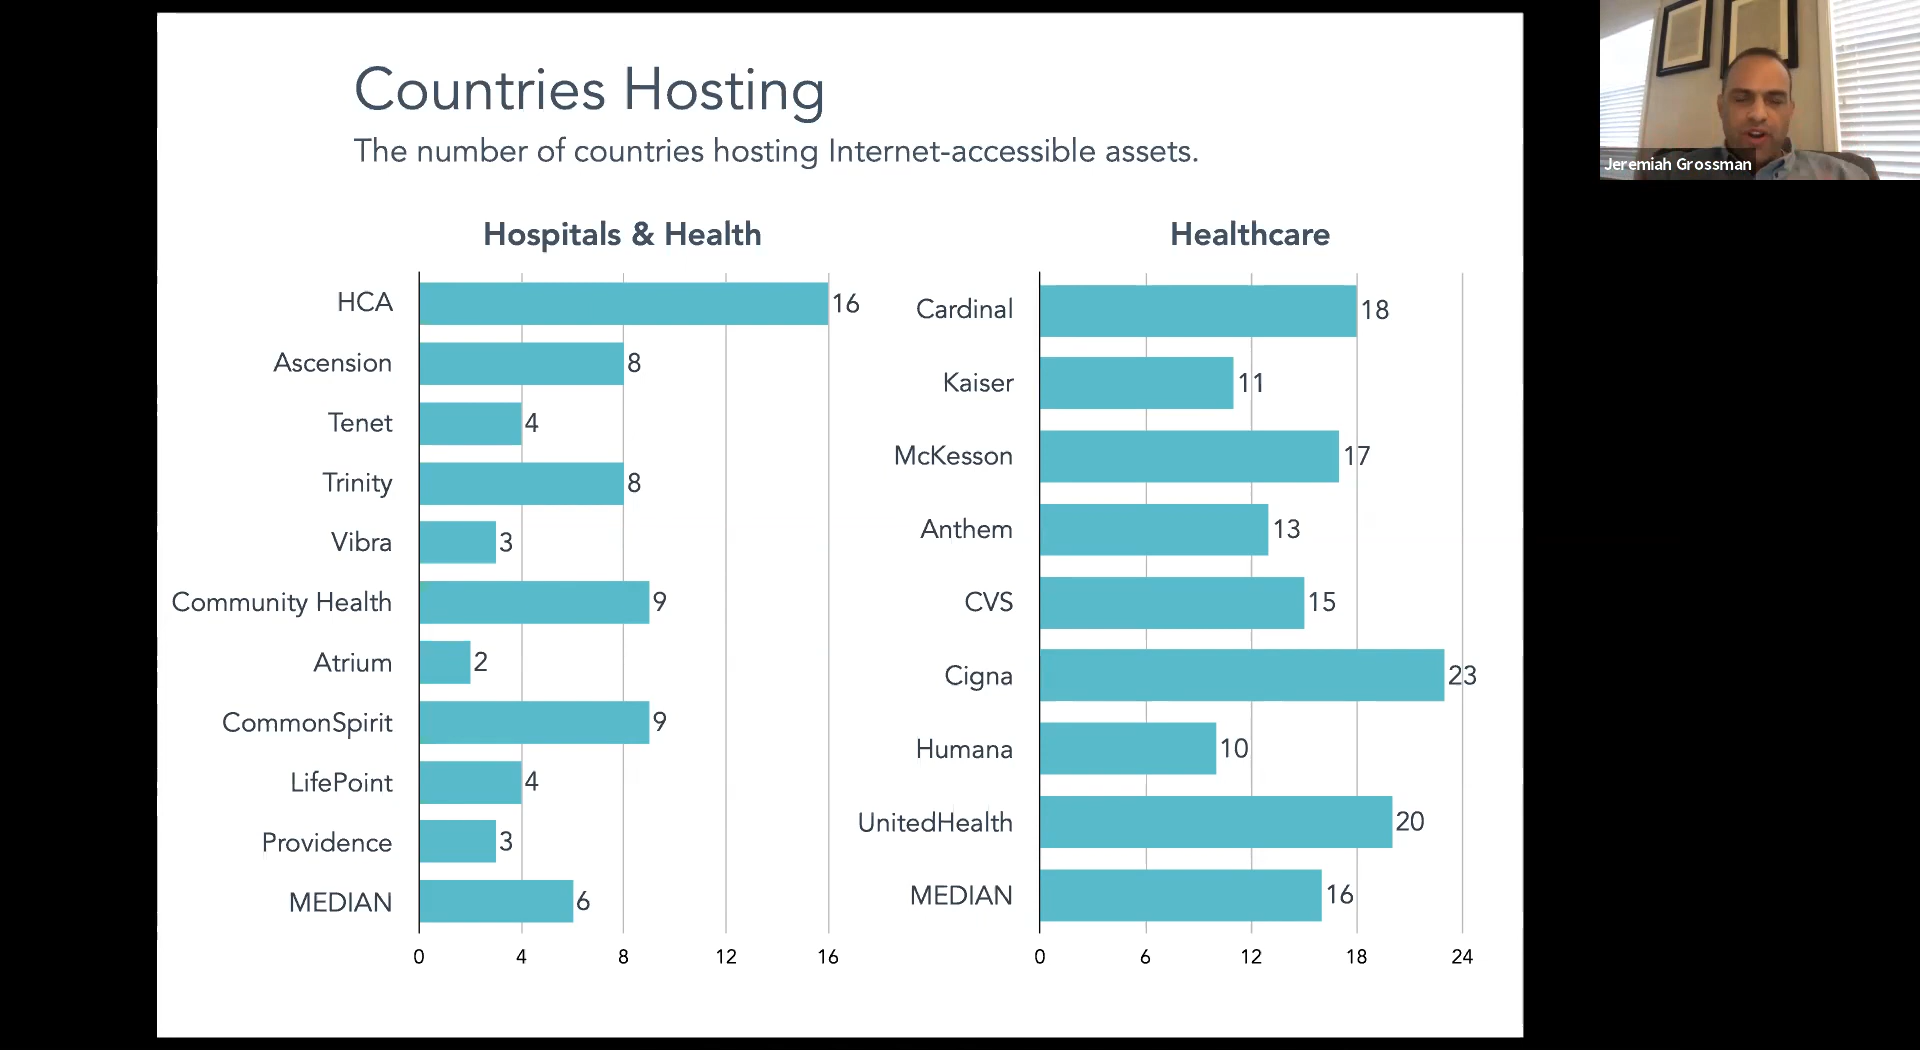 Countries Hosting
The number of countries hosting Internet-accessible assets.
Hospitals & Health
HCA 16
Ascension 8
Tenet 4
Trinity 8
Vibra 3
Community Health 9
Atrium 2
CommonSpirit 9
LifePoint 4
Providence 3
MEDIAN 6
0 4 8 12 16
Healthcare
Cardinal 18
Kaiser 11
McKesson 17
Anthem 13
CVS 15
Cigna 23
Humana 10
UnitedHealth 20
MEDIAN 16
0 6 12 18 24
Jeremiah Grossman